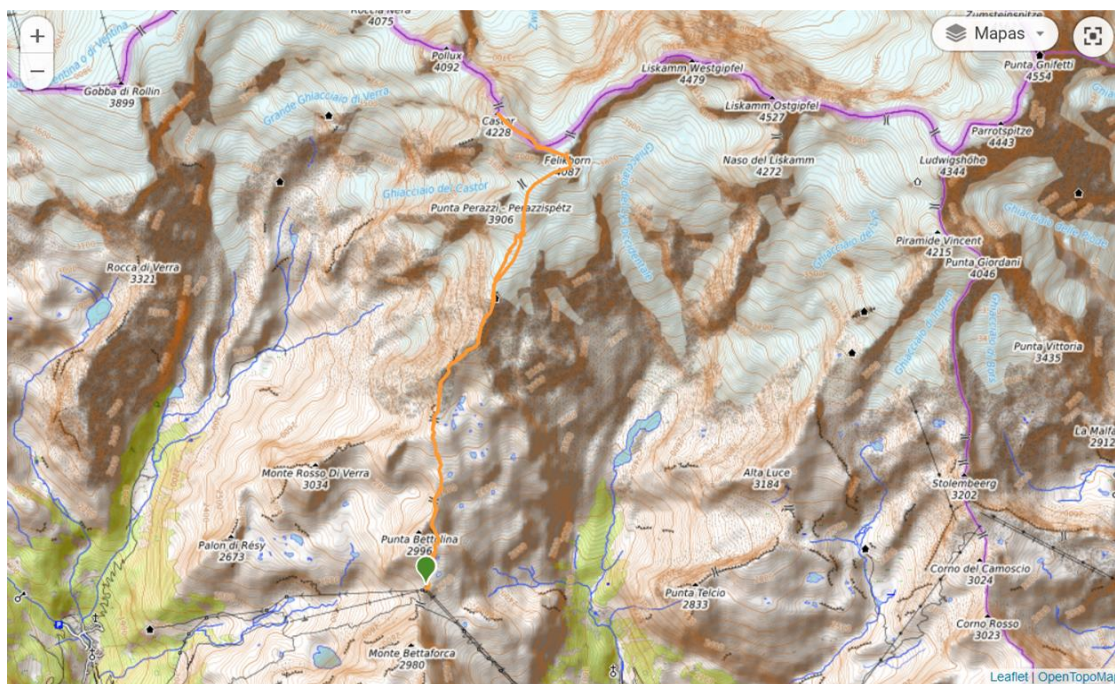 Roccia Nera
4075
Zumsteinspitze
+
−
Mapas
Pollux
4092
Gobba di Rollin
3899
Liskamm Westgipfel
4479
Punta Gnifetti
4554
Grande Ghiacciaio di Verra
Castor
4228
Liskamm Ostgipfel
4527
Parrotspitze
4443
Felikhorn
4087
Naso del Liskamm
4272
Ludwigshöhe
4344
Ghiacciaio del Castor
Punta Perazzi - Perazzispétz
3906
Piramide Vincent
4215
Punta Giordani
4046
Rocca di Verra
3321
Punta Vittoria
3435
La Malfa
2912
Monte Rosso Di Verra
3034
Alta Luce
3184
Stolemberg
3202
Palon di Résy
2673
Punta Bettolina
2996
Punta Telcio
2833
Corno del Camoscio
3024
Corno Rosso
3023
Monte Bettaforca
2980
P
Leaflet | OpenTopoMa